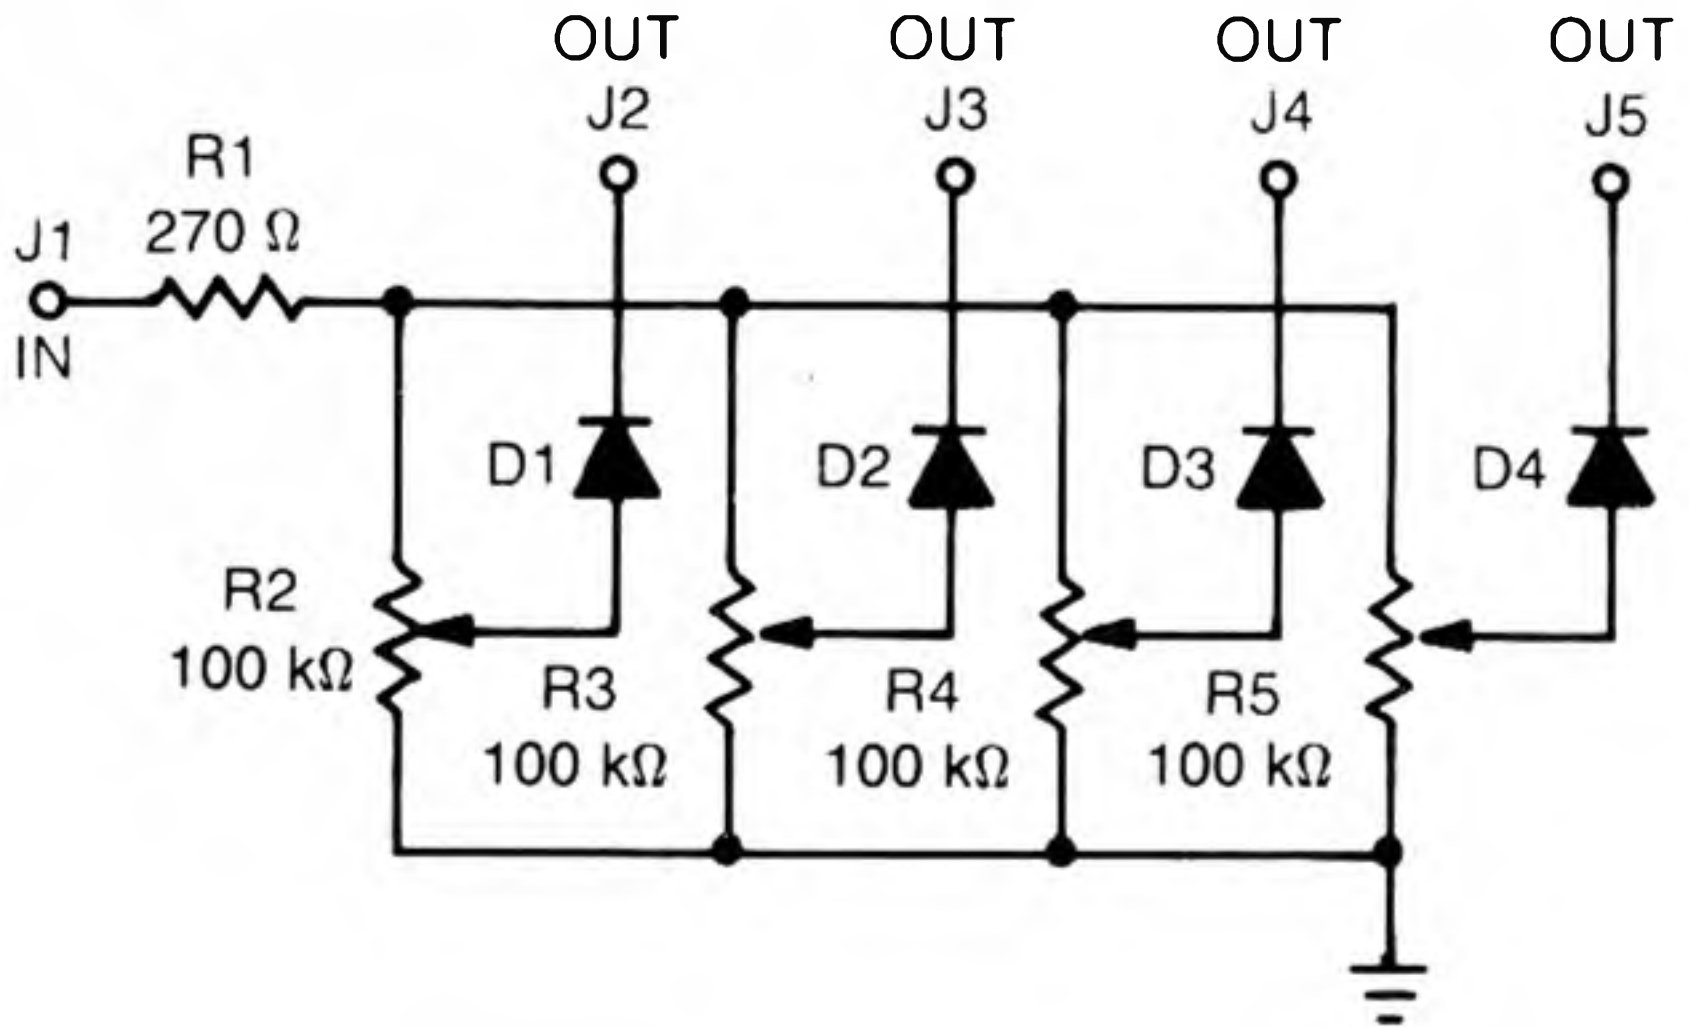 OUT OUT OUT OUT
J2 J3 J4 J5
R1
270 Ω
J1
IN
D1 D2 D3 D4
R2
100 kΩ
R3 R4 R5
100 kΩ 100 kΩ 100 kΩ